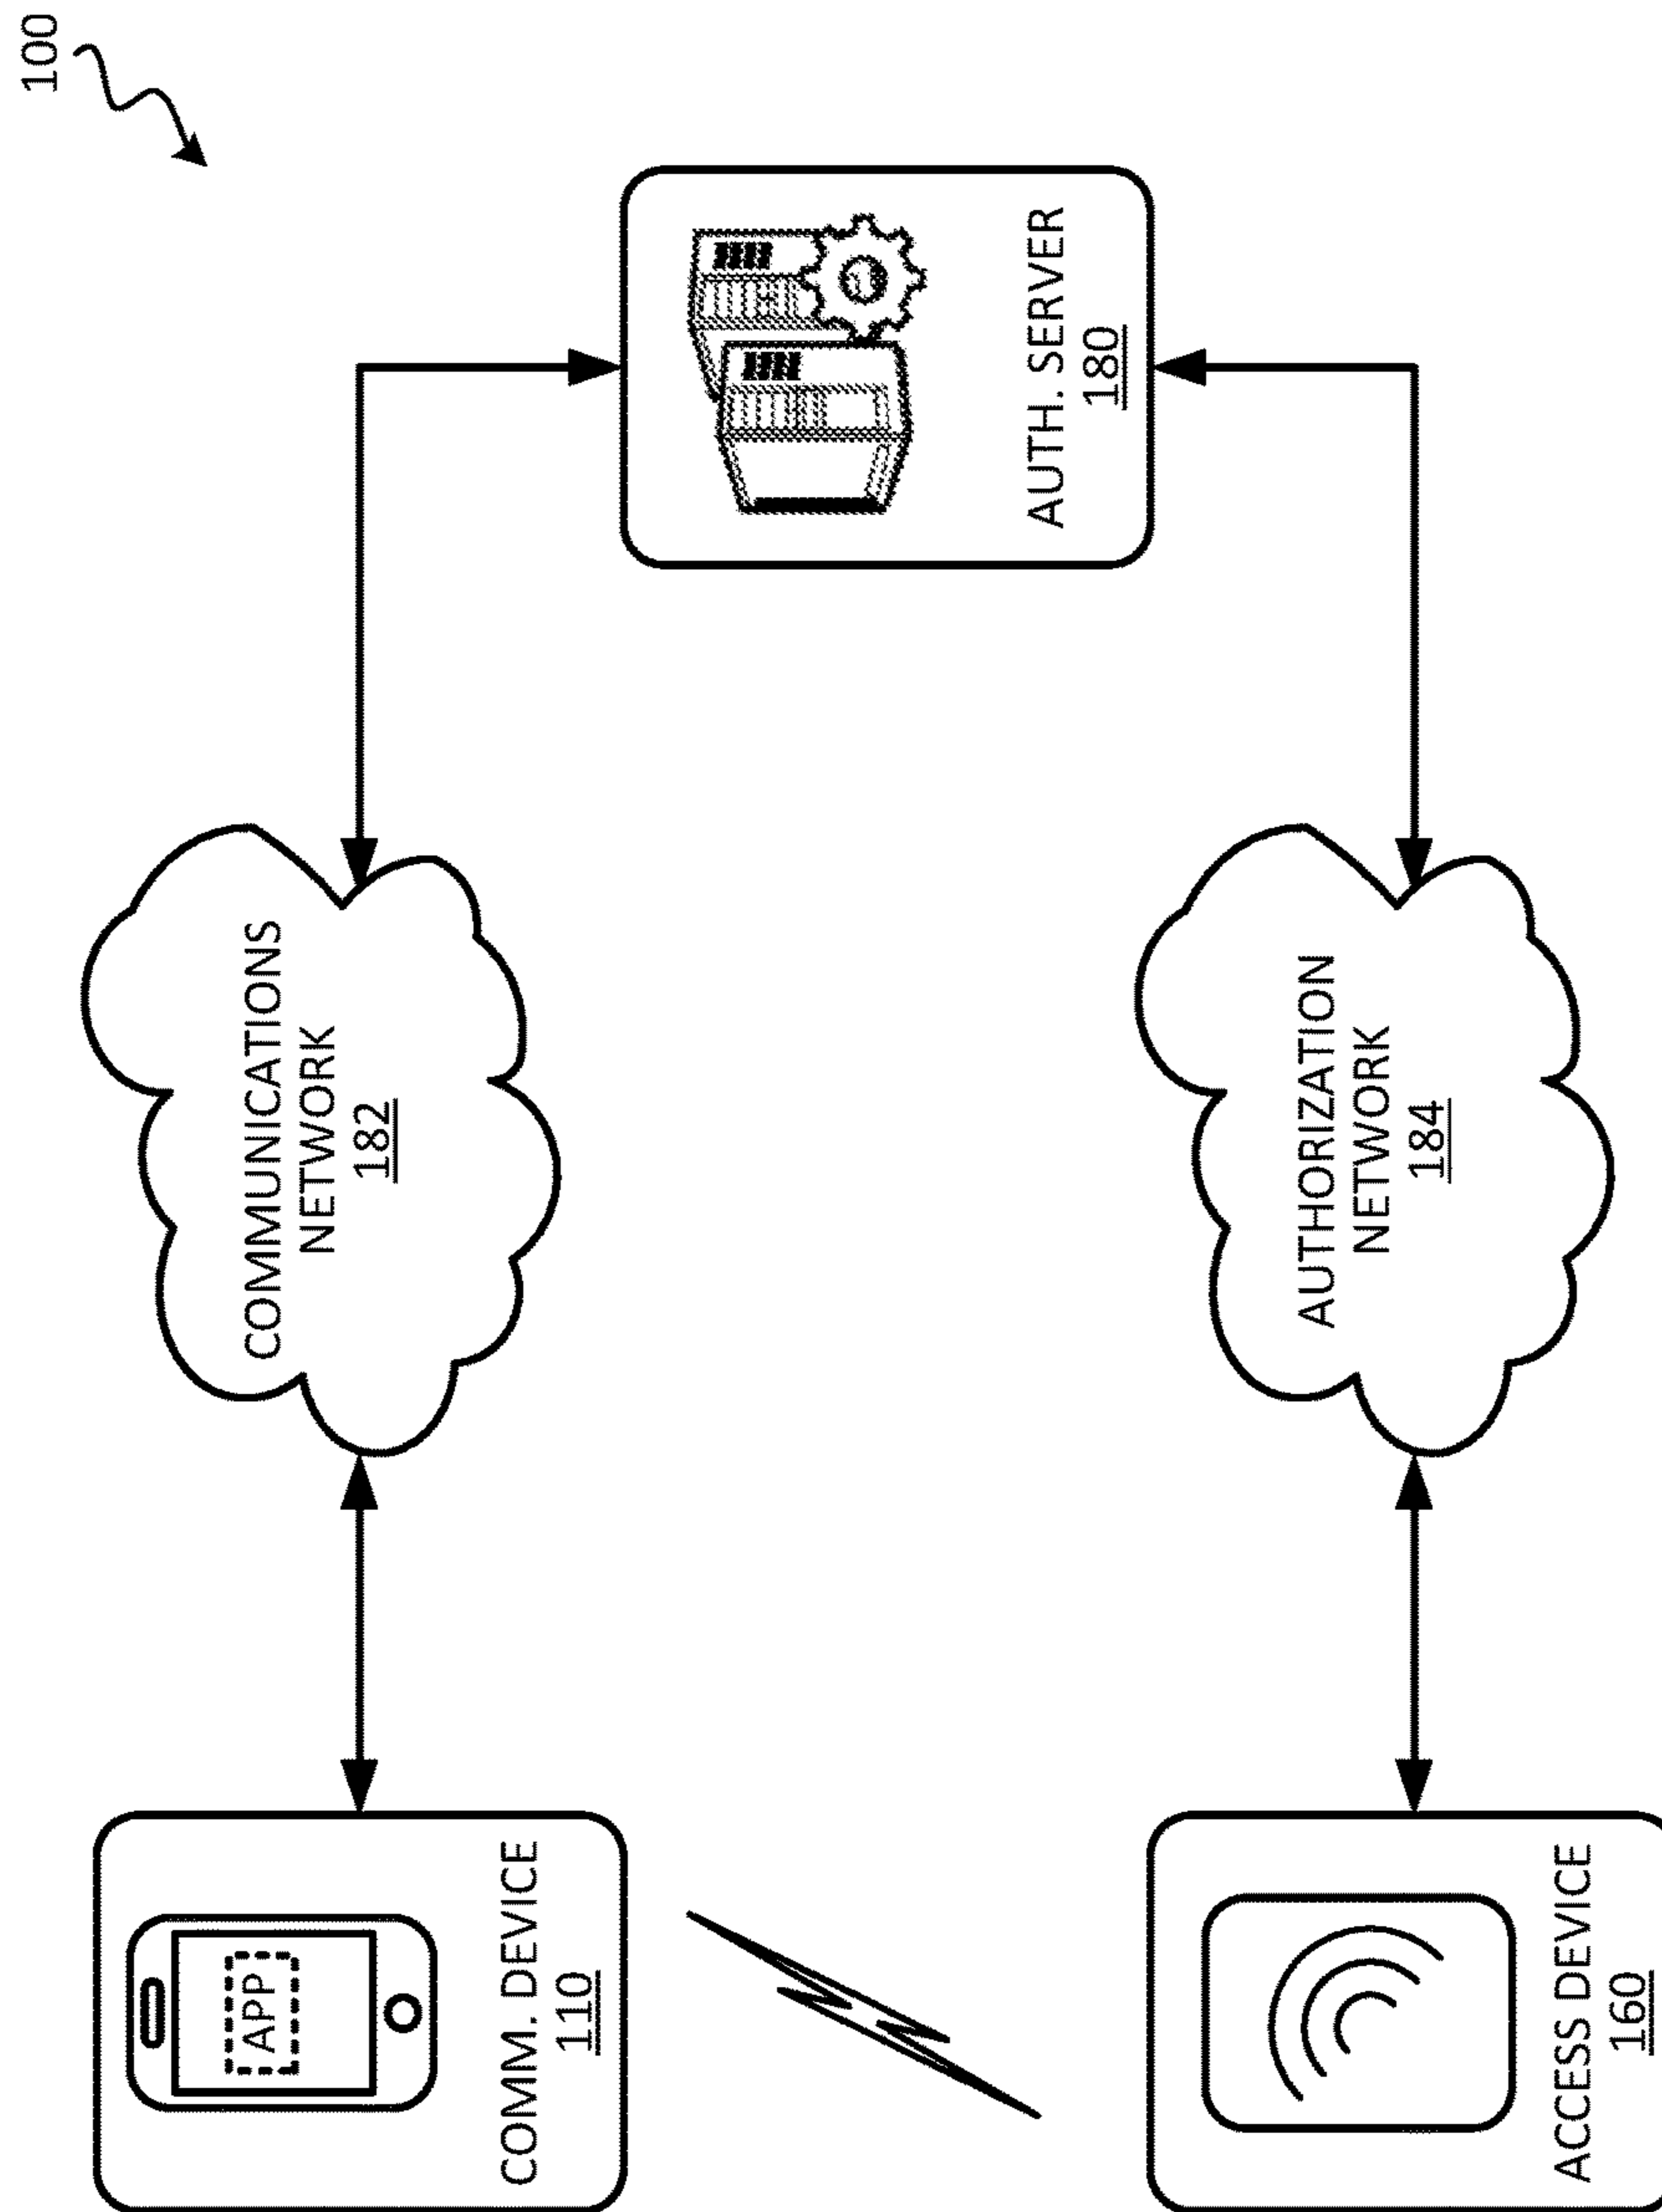 100
APP
COMM. DEVICE
110
COMMUNICATIONS
NETWORK
182
AUTH. SERVER
180
ACCESS DEVICE
160
AUTHORIZATION
NETWORK
184